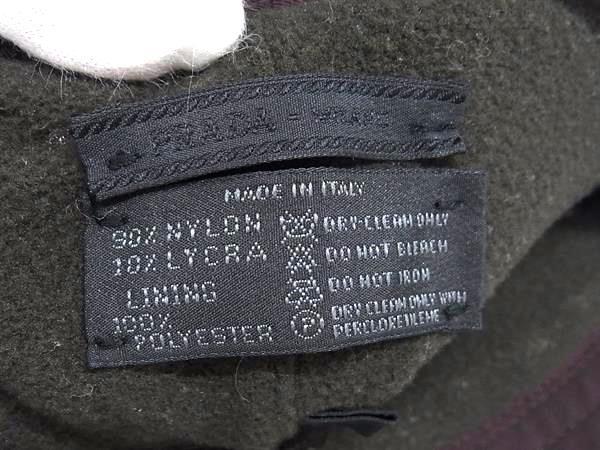 PRADA - MILANO
MADE IN ITALY
90% NYLON
10% LYCRA
LINING
100%
POLYESTER
DRY-CLEAN ONLY
DO NOT BLEACH
DO NOT IRON
DRY CLEAN ONLY WITH
PERCLORETILENE
P